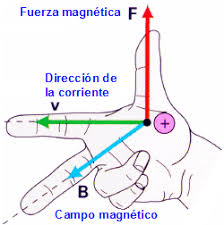 Fuerza magnética
F
Dirección de
la corriente
v
+
B
Campo magnético